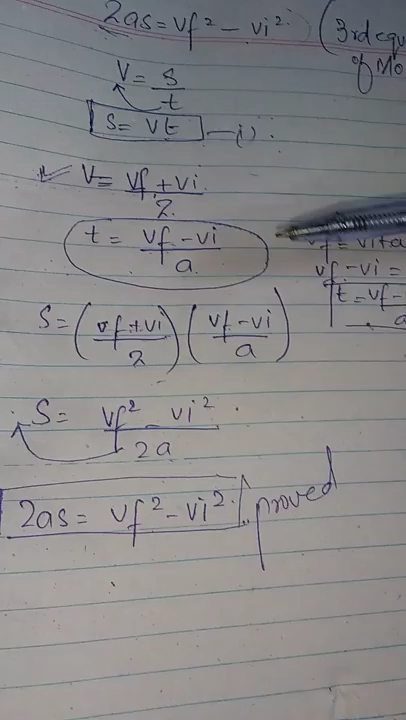 2as = vf² - vi² (3rd equ
of Mo
V = s/t
S = vt —(i).
V = vf + vi/2
t = vf - vi/a
vf = vi + a
vf - vi =
t = vf -
a
S = (vf + vi/2) (vf - vi/a)
S = vf² - vi²/2a
2as = vf² - vi² proved